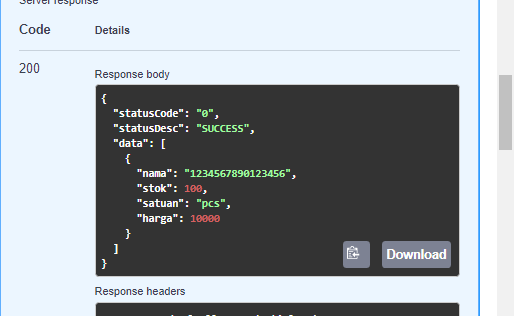 Server response
Code Details
200
Response body
{
"statusCode": "0",
"statusDesc": "SUCCESS",
"data": [
{
"nama": "1234567890123456",
"stok": 100,
"satuan": "pcs",
"harga": 10000
}
]
}
Download
Response headers